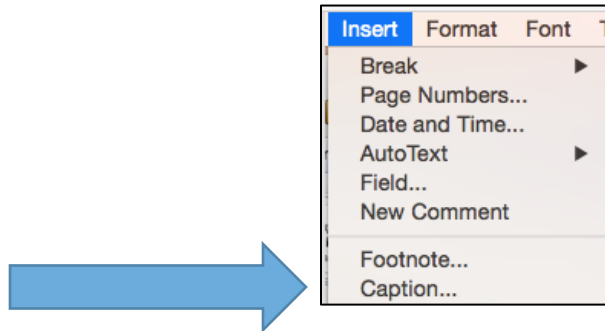 Insert Format Font
Break
Page Numbers...
Date and Time...
AutoText
Field...
New Comment
Footnote...
Caption...